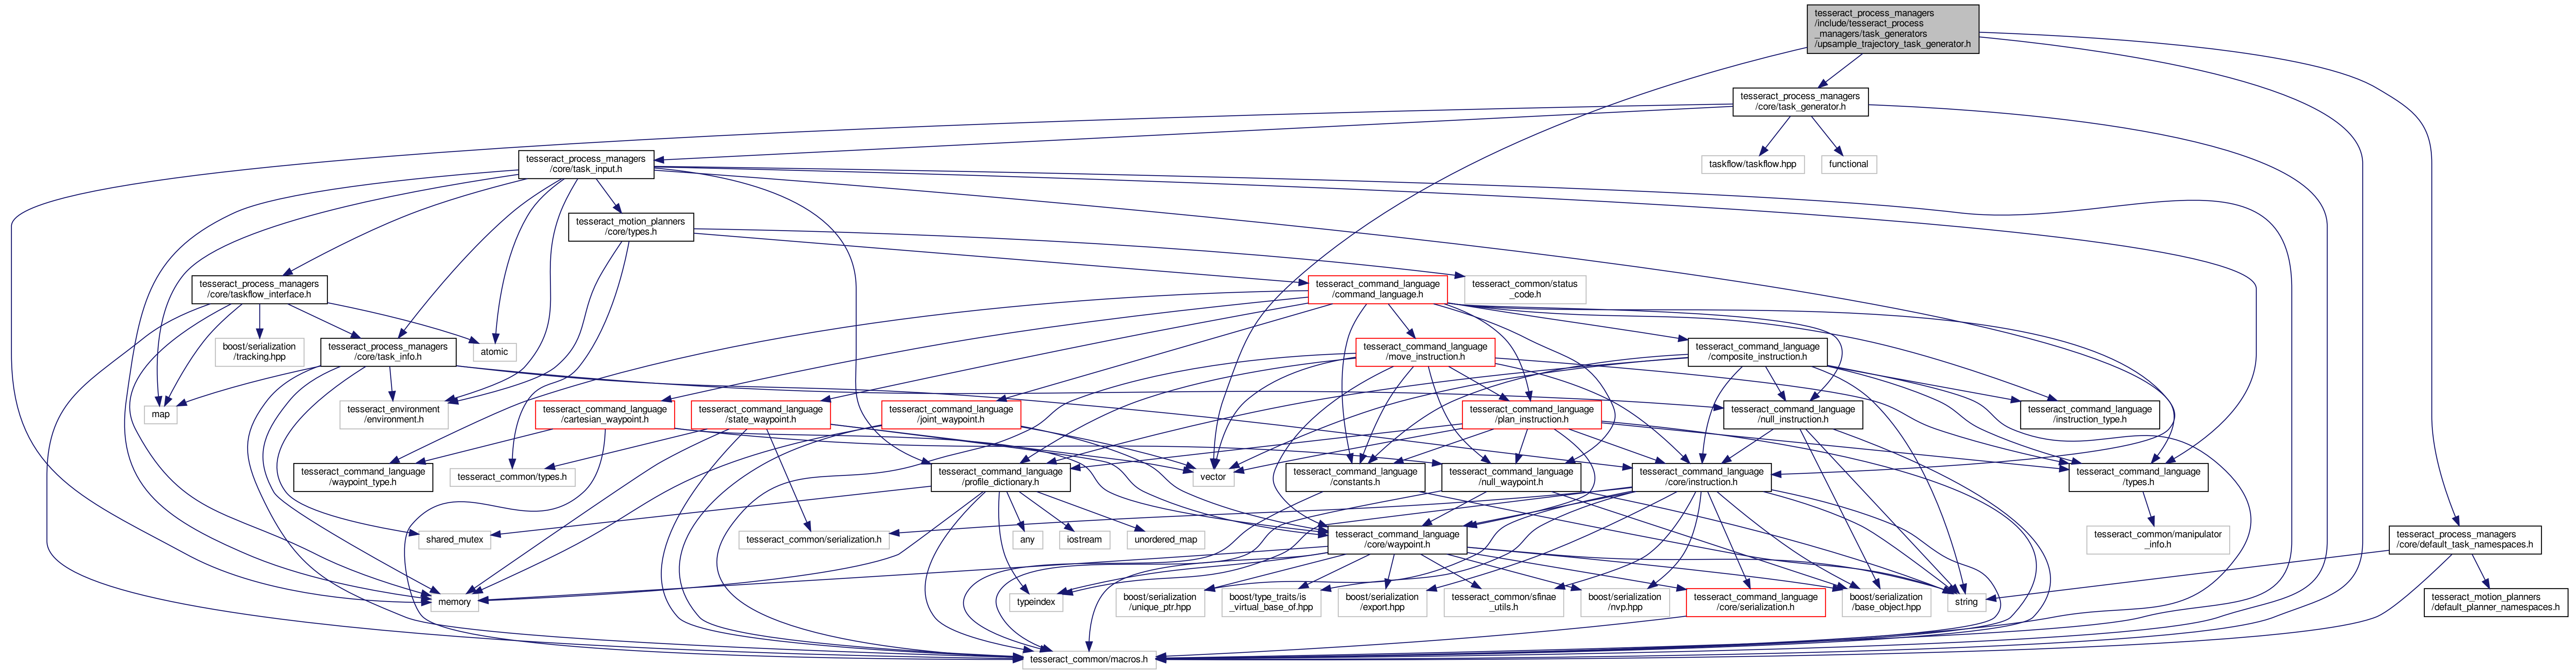 tesseract_process_managers
/include/tesseract_process
_managers/task_generators
/upsample_trajectory_task_generator.h
tesseract_process_managers
/core/task_generator.h
tesseract_process_managers
/core/task_input.h
taskflow/taskflow.hpp
functional
tesseract_motion_planners
/core/types.h
tesseract_process_managers
/core/taskflow_interface.h
tesseract_command_language
/command_language.h
tesseract_common/status
_code.h
boost/serialization
/tracking.hpp
tesseract_process_managers
/core/task_info.h
atomic
tesseract_command_language
/move_instruction.h
tesseract_command_language
/composite_instruction.h
map
tesseract_environment
/environment.h
tesseract_command_language
/cartesian_waypoint.h
tesseract_command_language
/state_waypoint.h
tesseract_command_language
/joint_waypoint.h
tesseract_command_language
/plan_instruction.h
tesseract_command_language
/null_instruction.h
tesseract_command_language
/instruction_type.h
tesseract_command_language
/waypoint_type.h
tesseract_common/types.h
tesseract_command_language
/profile_dictionary.h
vector
tesseract_command_language
/constants.h
tesseract_command_language
/null_waypoint.h
tesseract_command_language
/core/instruction.h
tesseract_command_language
/types.h
shared_mutex
tesseract_common/serialization.h
any
iostream
unordered_map
tesseract_command_language
/core/waypoint.h
tesseract_common/manipulator
_info.h
tesseract_process_managers
/core/default_task_namespaces.h
memory
typeindex
boost/serialization
/unique_ptr.hpp
boost/type_traits/is
_virtual_base_of.hpp
boost/serialization
/export.hpp
tesseract_common/sfinae
_utils.h
boost/serialization
/nvp.hpp
tesseract_command_language
/core/serialization.h
boost/serialization
/base_object.hpp
string
tesseract_motion_planners
/default_planner_namespaces.h
tesseract_common/macros.h